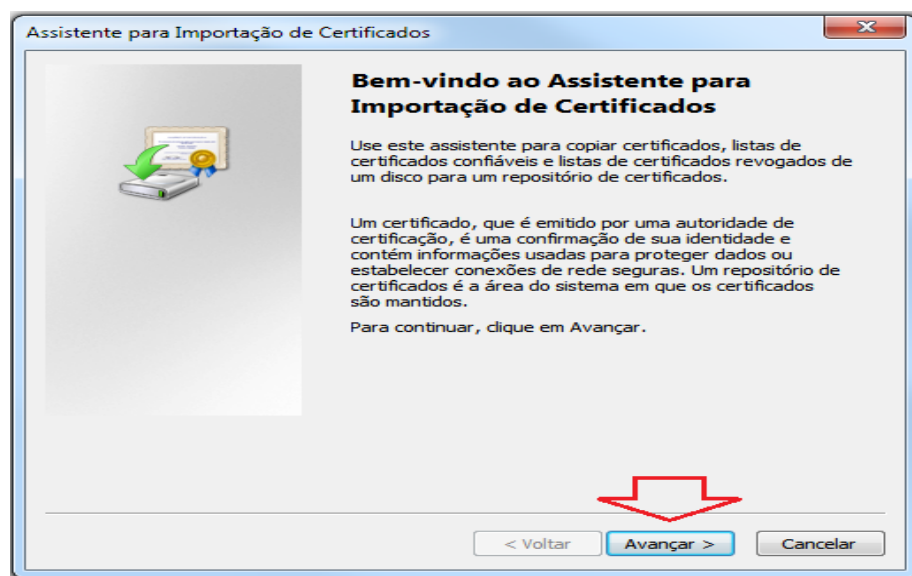 Assistente para Importação de Certificados
Bem-vindo ao Assistente para
Importação de Certificados
Use este assistente para copiar certificados, listas de
certificados confiáveis e listas de certificados revogados de
um disco para um repositório de certificados.
Um certificado, que é emitido por uma autoridade de
certificação, é uma confirmação de sua identidade e
contém informações usadas para proteger dados ou
estabelecer conexões de rede seguras. Um repositório de
certificados é a área do sistema em que os certificados
são mantidos.
Para continuar, clique em Avançar.
< Voltar Avançar > Cancelar